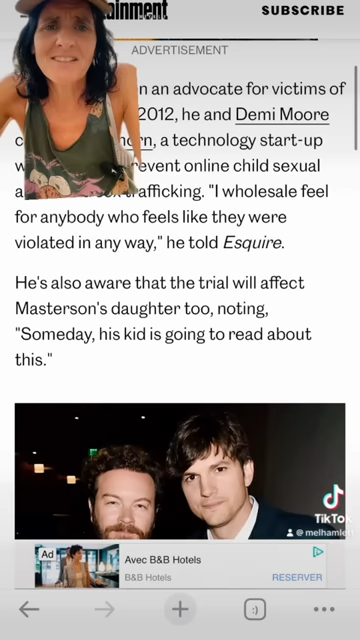 ainment
SUBSCRIBE
ADVERTISEMENT
n an advocate for victims of
2012, he and Demi Moore
orn, a technology start-up
revent online child sexual
trafficking. "I wholesale feel
for anybody who feels like they were
violated in any way," he told Esquire.
He's also aware that the trial will affect
Masterson's daughter too, noting,
"Someday, his kid is going to read about
this."
TikTok
@melhamle
Ad
Avec B&B Hotels
B&B Hotels
RESERVER
:)